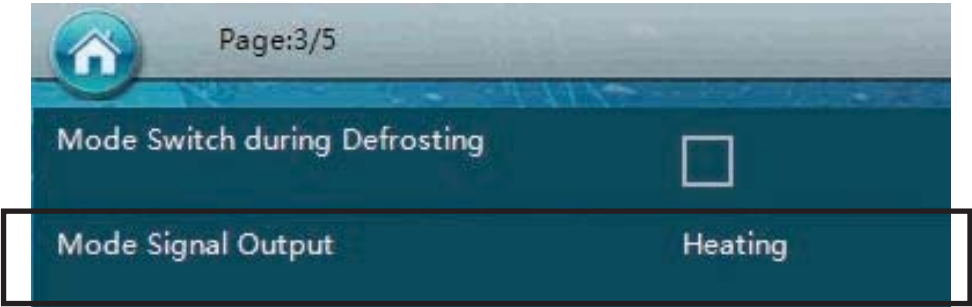 Page:3/5
Mode Switch during Defrosting
Mode Signal Output Heating